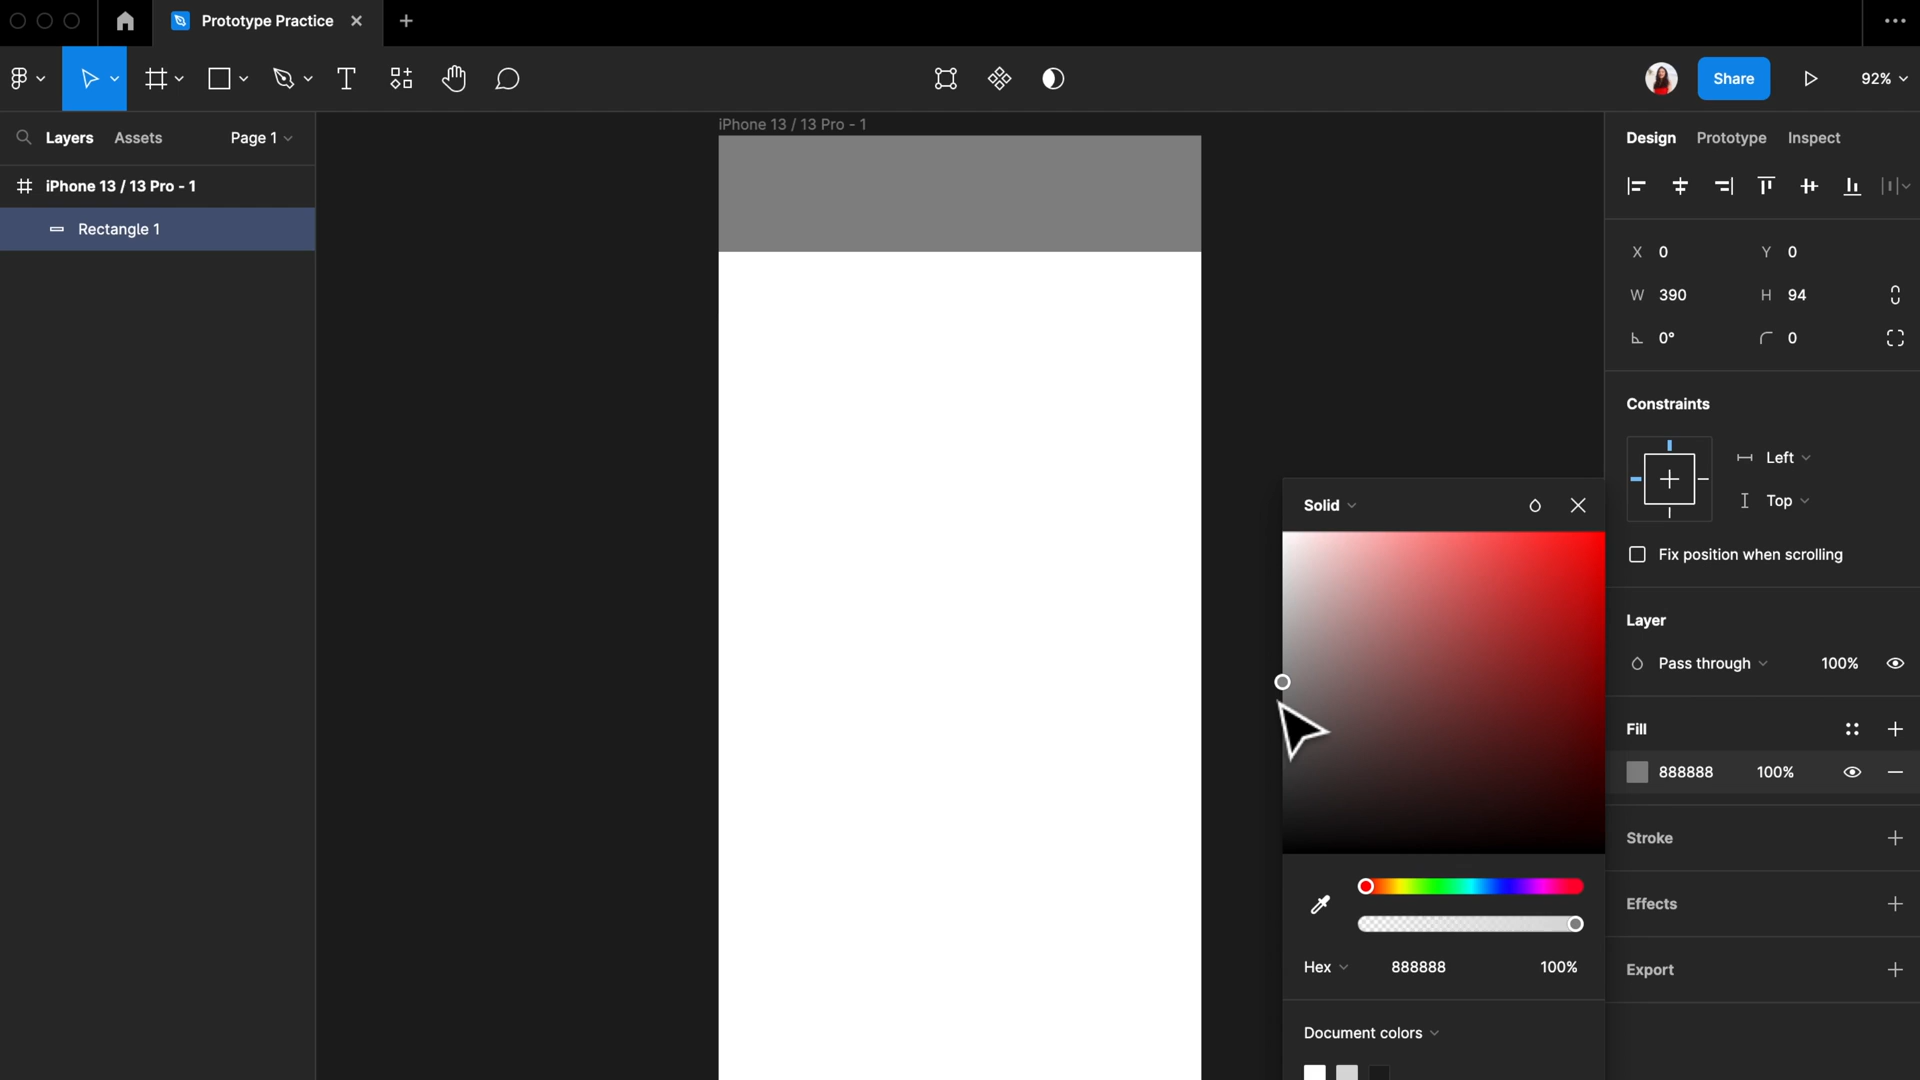 Prototype Practice
Share
92%
Layers
Assets
Page 1
iPhone 13 / 13 Pro - 1
Rectangle 1
iPhone 13 / 13 Pro - 1
Design
Prototype
Inspect
X 0
Y 0
W 390
H 94
0°
0
Constraints
Left
Top
Fix position when scrolling
Layer
Pass through
100%
Fill
888888
100%
Stroke
Effects
Export
Solid
Hex
888888
100%
Document colors